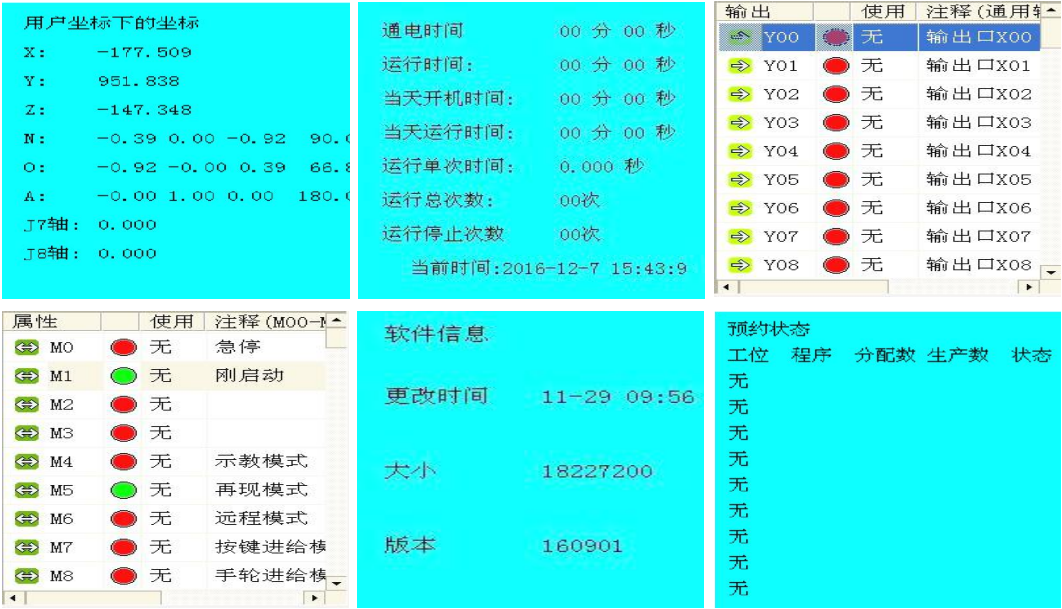 用户坐标下的坐标
X: -177.509
Y: 951.838
Z: -147.348
N: -0.39 0.00 -0.92 90.
O: -0.92 -0.00 0.39 66.
A: -0.00 1.00 0.00 180.
J7轴: 0.000
J8轴: 0.000
通电时间 00 分 00 秒
运行时间: 00 分 00 秒
当天开机时间: 00 分 00 秒
当天运行时间: 00 分 00 秒
运行单次时间: 0.000 秒
运行总次数: 00次
运行停止次数 00次
当前时间:2016-12-7 15:43:9
输出 使用 注释(通用输
Y00 无 输出口X00
Y01 无 输出口X01
Y02 无 输出口X02
Y03 无 输出口X03
Y04 无 输出口X04
Y05 无 输出口X05
Y06 无 输出口X06
Y07 无 输出口X07
Y08 无 输出口X08
属性 使用 注释(M00-M
M0 无 急停
M1 无 刚启动
M2 无
M3 无
M4 无 示教模式
M5 无 再现模式
M6 无 远程模式
M7 无 按键进给模
M8 无 手轮进给模
软件信息
更改时间 11-29 09:56
大小 18227200
版本 160901
预约状态
工位 程序 分配数 生产数 状态
无
无
无
无
无
无
无
无
无